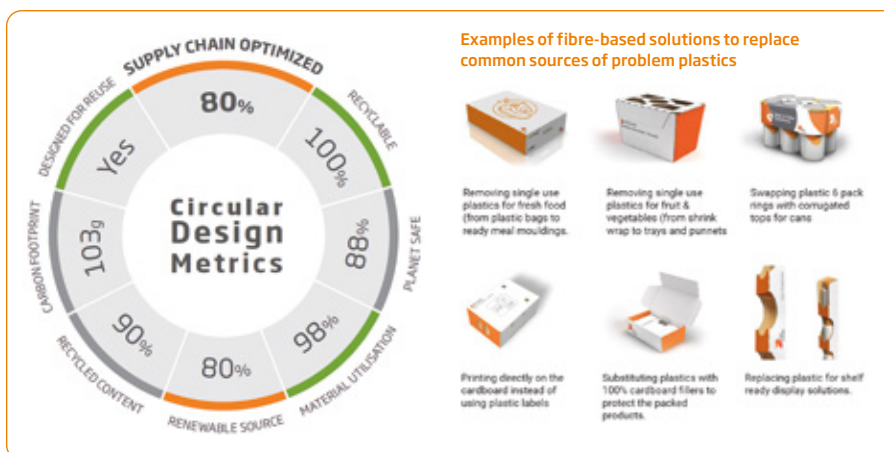 SUPPLY CHAIN OPTIMIZED
80%
RECYCLABLE
100%
PLANET SAFE
88%
MATERIAL UTILISATION
98%
RENEWABLE SOURCE
80%
RECYCLED CONTENT
90%
CARBON FOOTPRINT
103g
DESIGNED FOR REUSE
Yes
Circular
Design
Metrics
Examples of fibre-based solutions to replace
common sources of problem plastics
Removing single use
plastics for fresh food
(from plastic bags to
ready meal mouldings.
Removing single use
plastics for fruit &
vegetables (from shrink
wrap to trays and punnets
Swapping plastic 6 pack
rings with corrugated
tops for cans
Printing directly on the
cardboard instead of
using plastic labels
Substituting plastics with
100% cardboard fillers to
protect the packed
products.
Replacing plastic for shelf
ready display solutions.